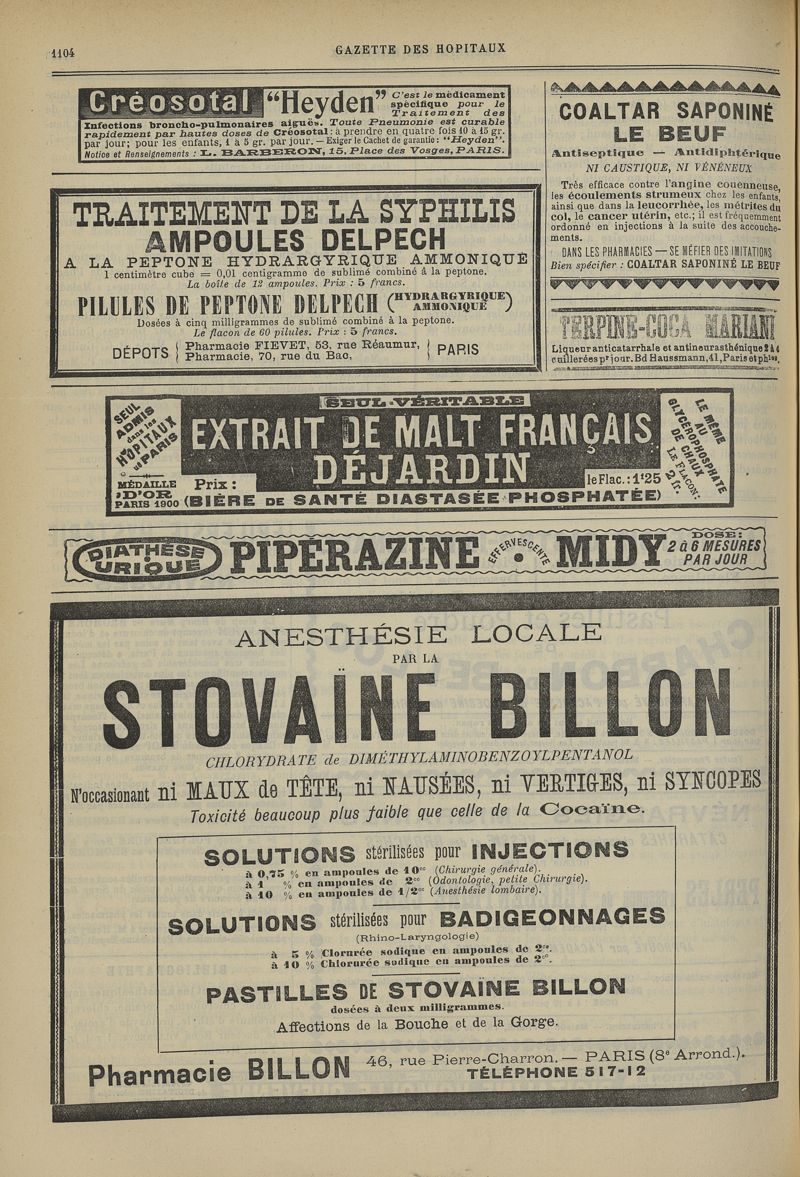 1104
GAZETTE DES HOPITAUX
Créosotal "Heyden" C'est le médicament
spécifique pour le
Traitement des
Infections broncho-pulmonaires aiguës. Toute Pneumonie est curable
rapidement par hautes doses de Créosotal : à prendre en quatre fois 10 à 15 gr.
par jour; pour les enfants, 1 à 5 gr. par jour. — Exiger le Cachet de garantie : "Heyden".
Notice et Renseignements : L. BARBERON, 15, Place des Vosges, PARIS.
TRAITEMENT DE LA SYPHILIS
AMPOULES DELPECH
A LA PEPTONE HYDRARGYRIQUE AMMONIQUE
1 centimètre cube = 0,01 centigramme de sublimé combiné à la peptone.
La boîte de 12 ampoules. Prix : 5 francs.
PILULES DE PEPTONE DELPECH (HYDRARGYRIQUE AMMONIQUE)
Dosées à cinq milligrammes de sublimé combiné à la peptone.
Le flacon de 60 pilules. Prix : 5 francs.
DÉPOTS
Pharmacie FIEVET, 53, rue Réaumur,
Pharmacie, 70, rue du Bac,
PARIS
COALTAR SAPONINÉ
LE BEUF
Antiseptique — Antidiphtérique
NI CAUSTIQUE, NI VÉNÉNEUX
Très efficace contre l'angine couenneuse,
les écoulements strumeux chez les enfants,
ainsi que dans la leucorrhée, les métrites du
col, le cancer utérin, etc.; il est fréquemment
ordonné en injections à la suite des accouche-
ments.
DANS LES PHARMACIES — SE MÉFIER DES IMITATIONS
Bien spécifier : COALTAR SAPONINÉ LE BEUF
TERPINE-COCA MARIANI
Liqueur anticatarrhale et antineurasthénique 2 à 4
cuillerées pr jour. Bd Haussmann, 41, Paris et phies.
SEUL
ADMIS
dans les
HOPITAUX
de PARIS
MÉDAILLE
D'OR
PARIS 1900
SEUL VÉRITABLE
EXTRAIT DE MALT FRANÇAIS
DÉJARDIN
Prix :
le Flac. : 1f25
(BIÈRE DE SANTÉ DIASTASÉE PHOSPHATÉE)
LE MÊME
AU
GLYCÉROPHOSPHATE
DE CHAUX
LE FLACON :
2 fr.
DIATHÈSE
URIQUE
PIPÉRAZINE EFFERVESCENTE MIDY
DOSE :
2 à 6 MESURES
PAR JOUR
ANESTHÉSIE LOCALE
PAR LA
STOVAÏNE BILLON
CHLORYDRATE de DIMÉTHYLAMINOBENZOYLPENTANOL
N'occasionant ni MAUX de TÊTE, ni NAUSÉES, ni VERTIGES, ni SYNCOPES
Toxicité beaucoup plus faible que celle de la Cocaïne.
SOLUTIONS stérilisées pour INJECTIONS
à 0,75 % en ampoules de 10cc (Chirurgie générale).
à 1 % en ampoules de 2cc (Odontologie, petite Chirurgie).
à 10 % en ampoules de 1/2cc (Anesthésie lombaire).
SOLUTIONS stérilisées pour BADIGEONNAGES
(Rhino-Laryngologie)
à 5 % Clorurée sodique en ampoules de 2cc.
à 10 % Chlorurée sodique en ampoules de 2cc.
PASTILLES DE STOVAÏNE BILLON
dosées à deux milligrammes.
Affections de la Bouche et de la Gorge.
Pharmacie BILLON
46, rue Pierre-Charron. — PARIS (8e Arrond.).
TÉLÉPHONE 517-12